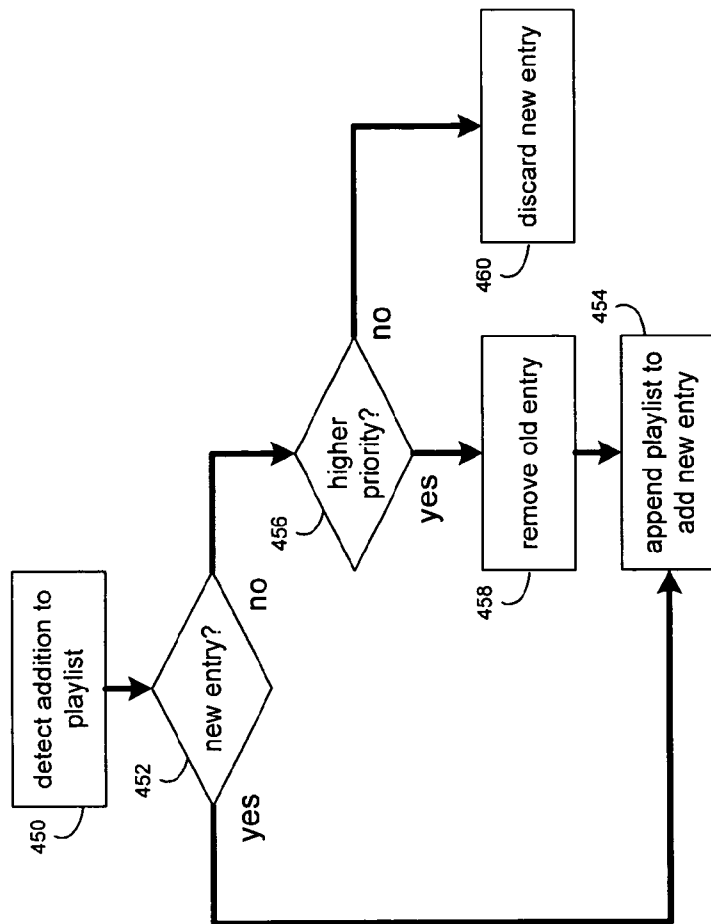 detect addition to
playlist
450
new entry?
452
yes
no
higher
priority?
456
yes
no
remove old entry
458
discard new entry
460
append playlist to
add new entry
454